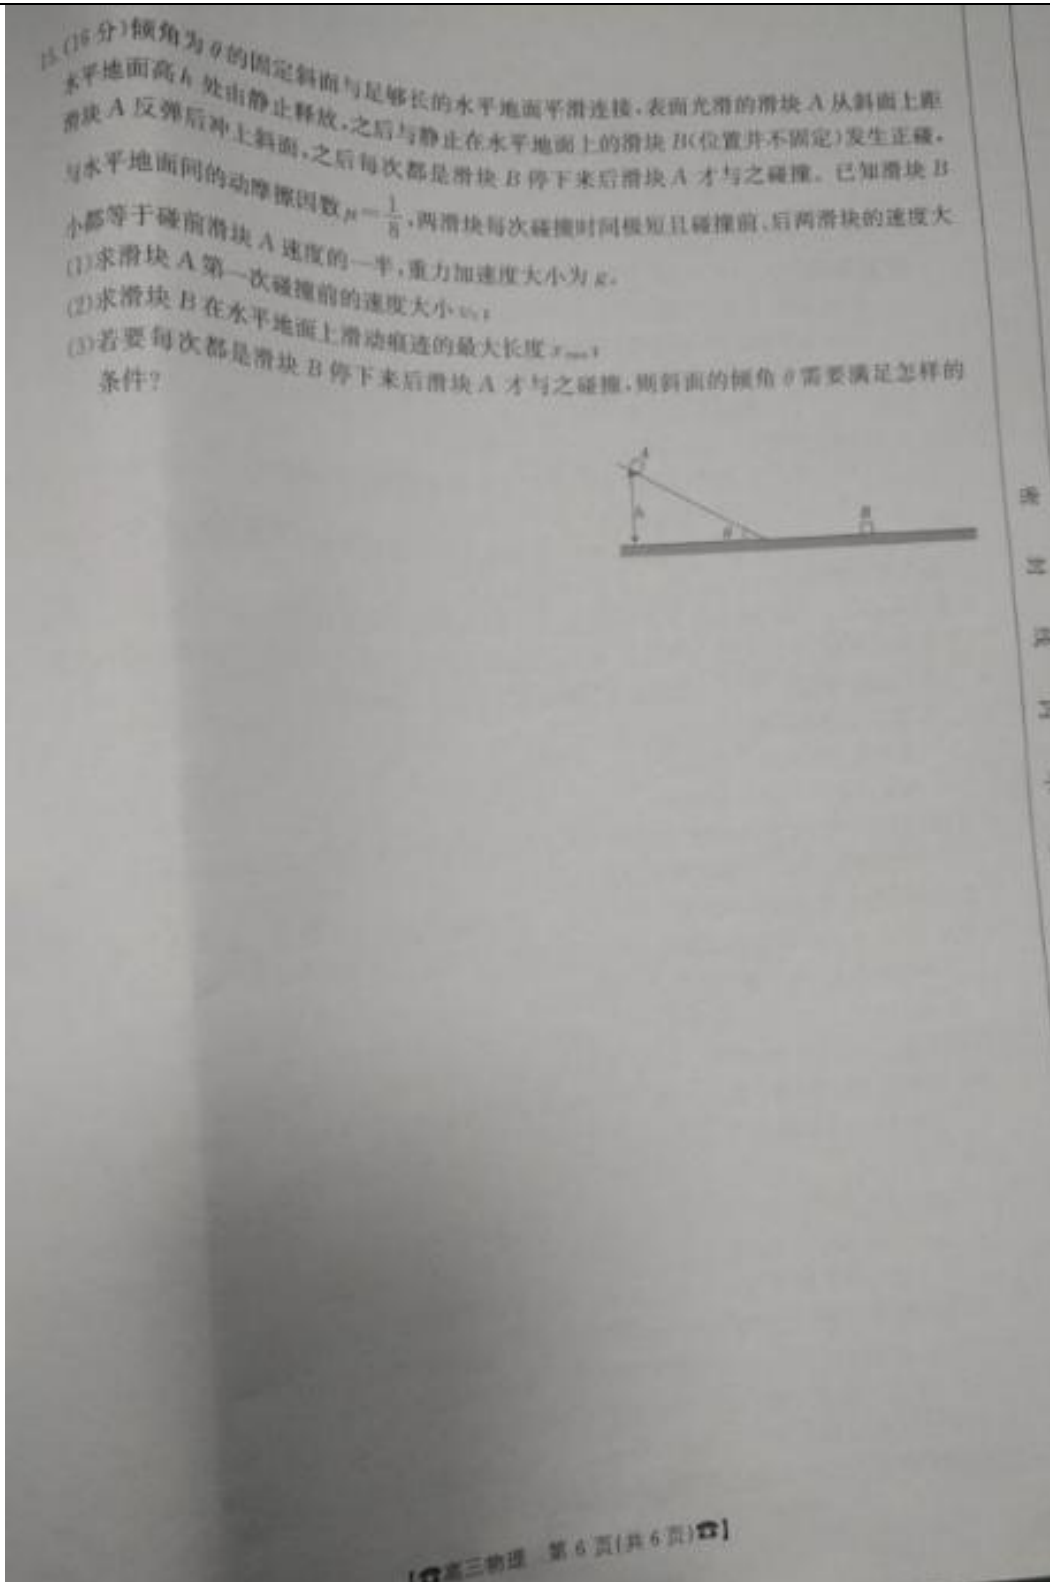 15.(16分)倾角为θ的固定斜面与足够长的水平地面平滑连接,表面光滑的滑块A从斜面上距
水平地面高h处由静止释放,之后与静止在水平地面上的滑块B(位置并不固定)发生正碰,
滑块A反弹后冲上斜面,之后每次都是滑块B停下来后滑块A才与之碰撞。已知滑块B
与水平地面间的动摩擦因数μ=1/8,两滑块每次碰撞时间极短且碰撞前、后两滑块的速度大
小都等于碰前滑块A速度的一半,重力加速度大小为g。
(1)求滑块A第一次碰撞前的速度大小v₀;
(2)求滑块B在水平地面上滑动痕迹的最大长度xmax;
(3)若要每次都是滑块B停下来后滑块A才与之碰撞,则斜面的倾角θ需要满足怎样的
条件?
A
h
θ
B
密
封
线
内
【☎高三物理 第6页(共6页)☎】